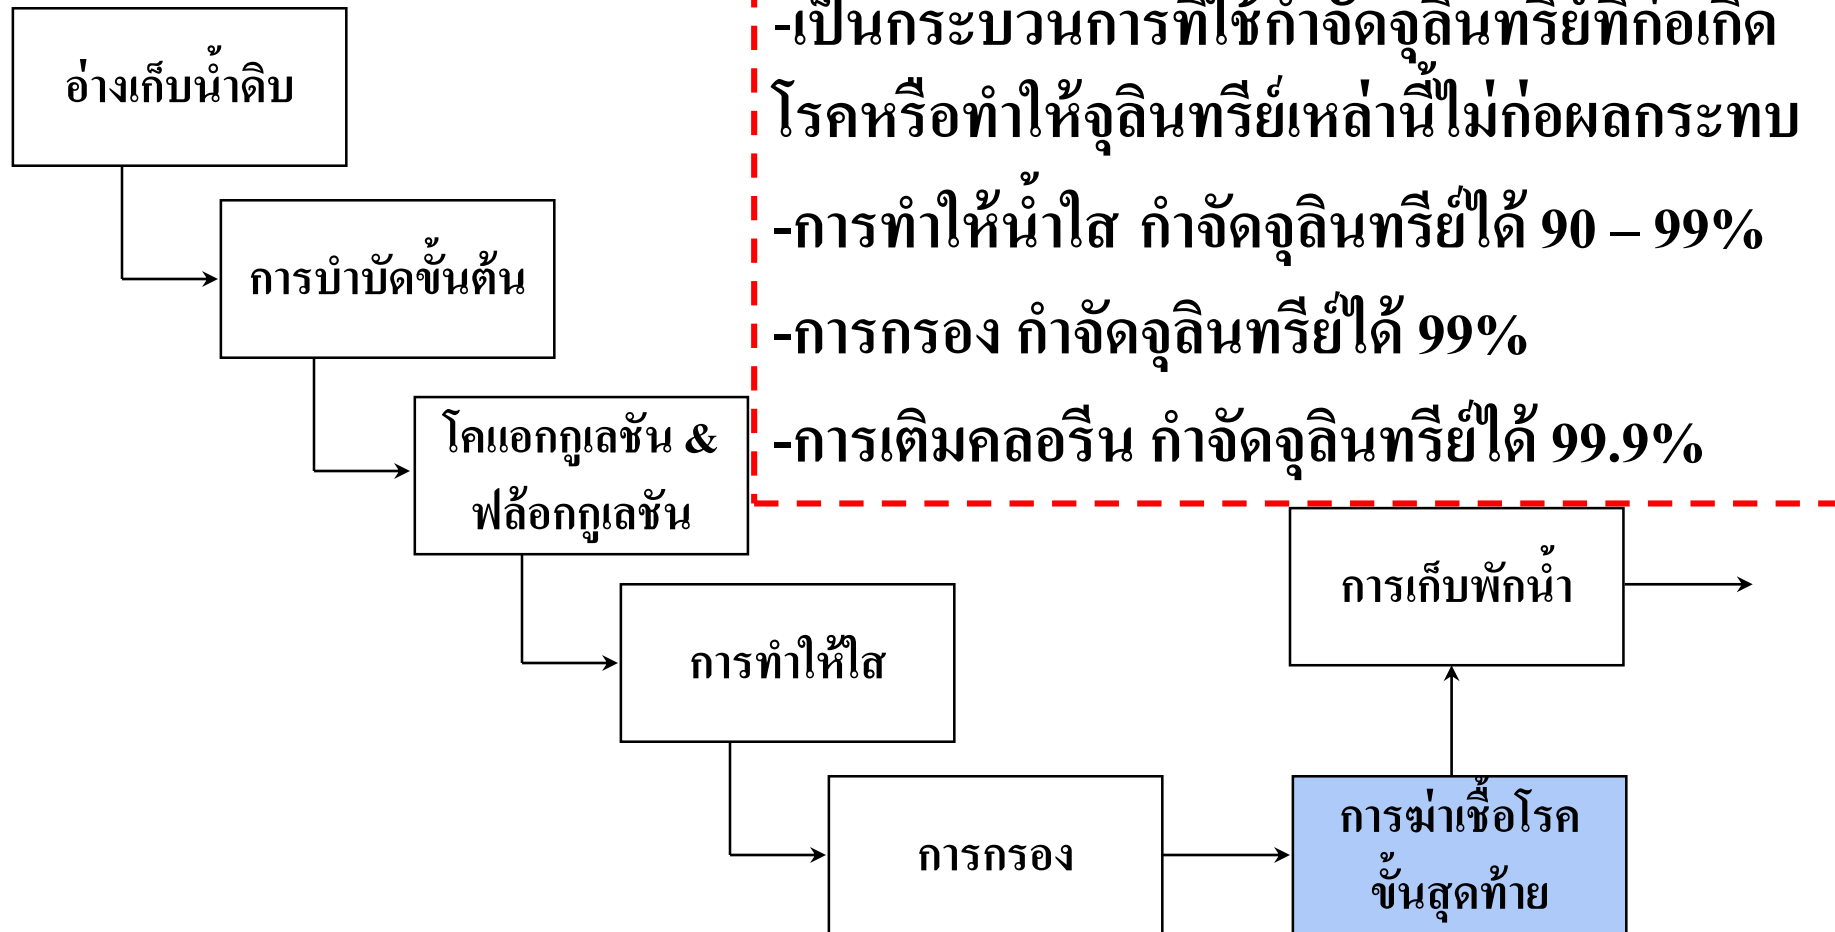 -เป็นกระบวนการที่ใช้กำจัดจุลินทรีย์ที่ก่อเกิด
โรคหรือทำให้จุลินทรีย์เหล่านี้ไม่ก่อผลกระทบ
-การทำให้น้ำใส กำจัดจุลินทรีย์ได้ 90 – 99%
-การกรอง กำจัดจุลินทรีย์ได้ 99%
-การเติมคลอรีน กำจัดจุลินทรีย์ได้ 99.9%
อ่างเก็บน้ำดิบ
การบำบัดขั้นต้น
โคแอกกูเลชัน &
ฟล้อกกูเลชัน
การทำให้ใส
การกรอง
การฆ่าเชื้อโรค
ขั้นสุดท้าย
การเก็บพักน้ำ